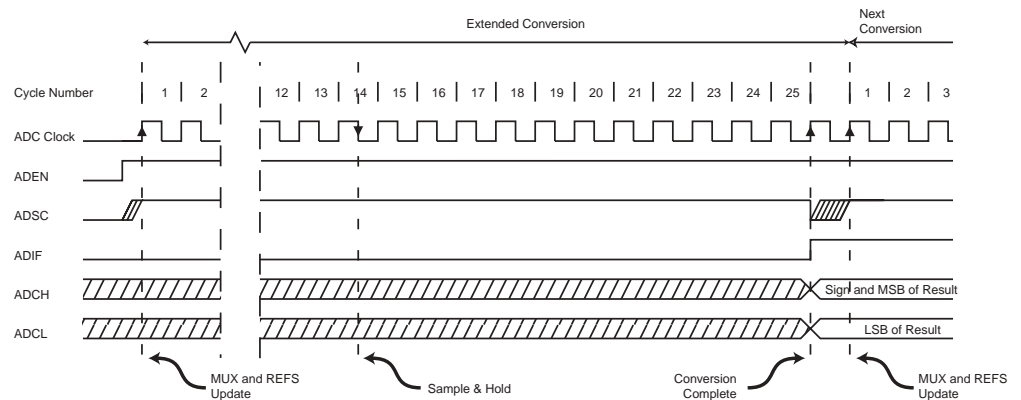 Extended Conversion
Next
Conversion
Cycle Number
1 2 12 13 14 15 16 17 18 19 20 21 22 23 24 25 1 2 3
ADC Clock
ADEN
ADSC
ADIF
ADCH
Sign and MSB of Result
ADCL
LSB of Result
MUX and REFS
Update
Sample & Hold
Conversion
Complete
MUX and REFS
Update